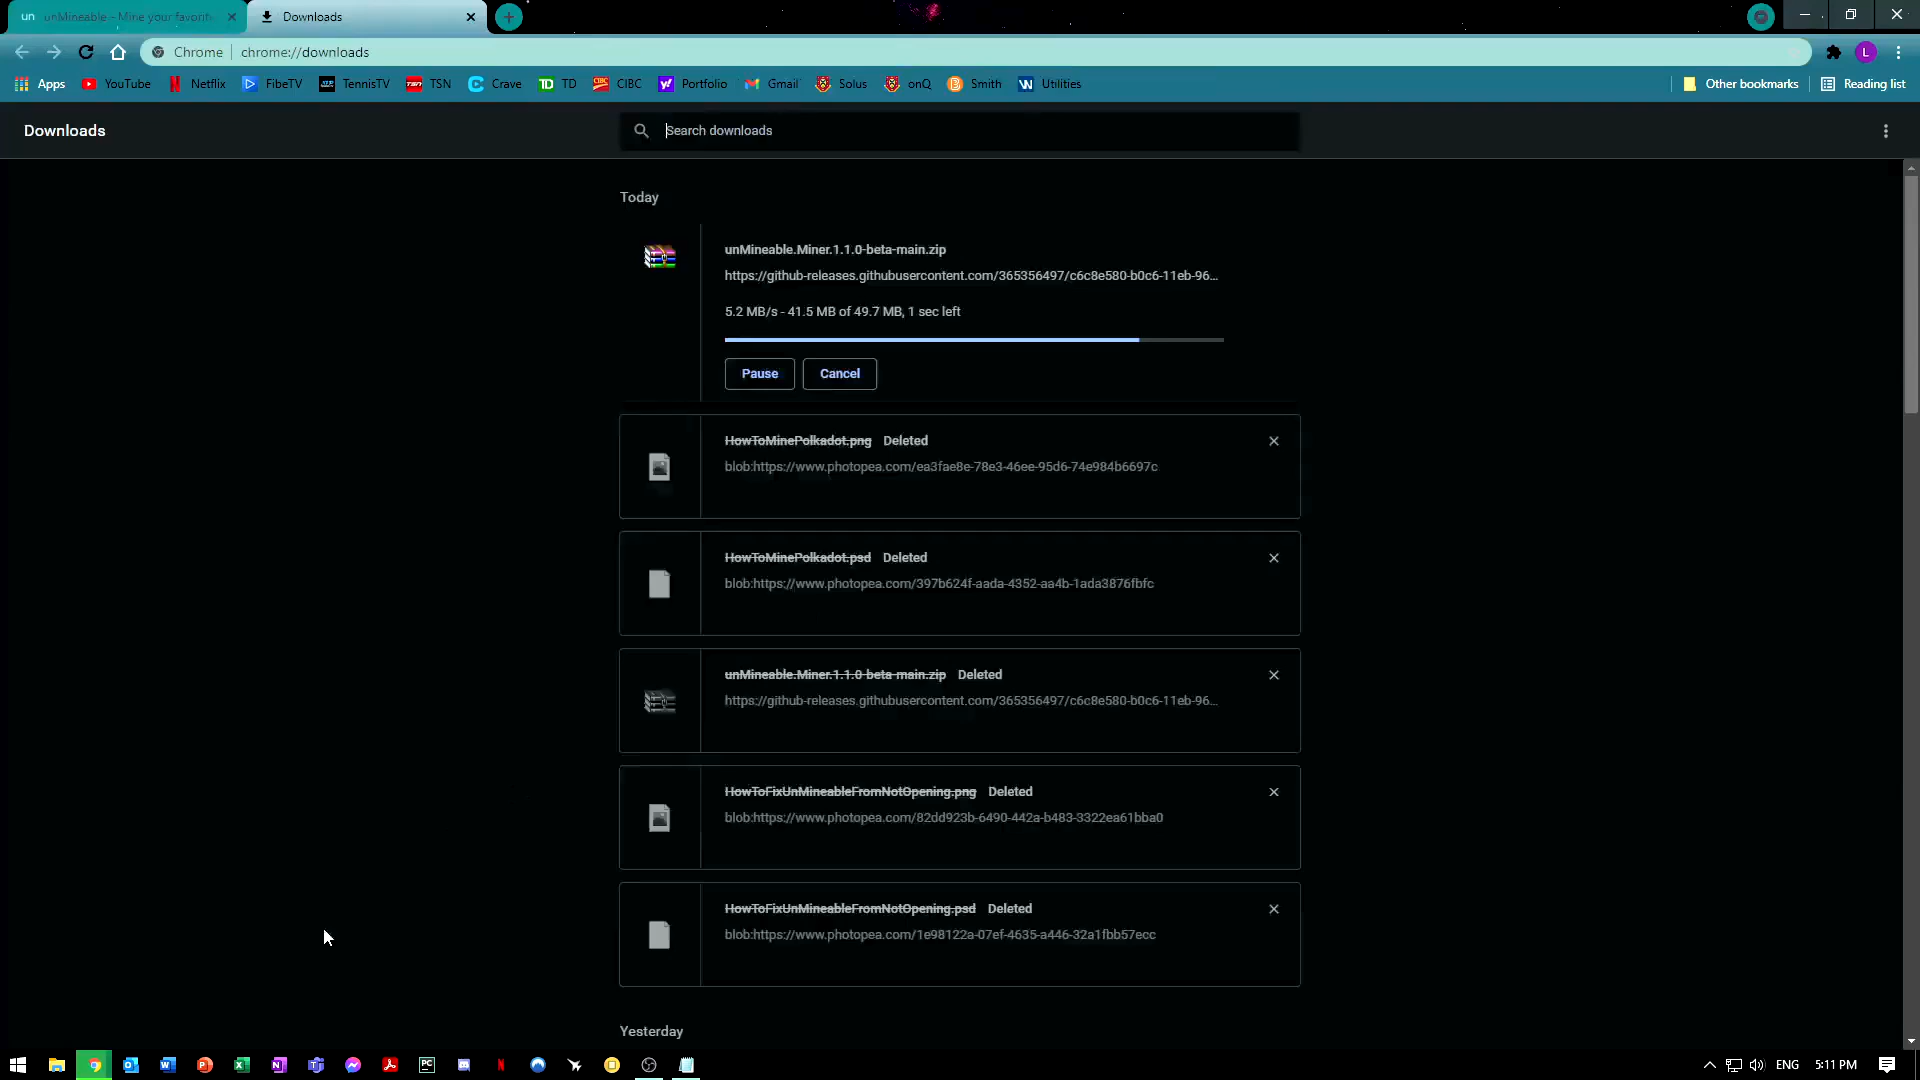 un unMineable - Mine your favorit
Downloads
Chrome chrome://downloads
L
Apps YouTube Netflix FibeTV TennisTV TSN Crave TD CIBC Portfolio Gmail Solus onQ Smith Utilities Other bookmarks Reading list
Downloads
Search downloads
Today
unMineable.Miner.1.1.0-beta-main.zip
https://github-releases.githubusercontent.com/365356497/c6c8e580-b0c6-11eb-96...
5.2 MB/s - 41.5 MB of 49.7 MB, 1 sec left
Pause Cancel
HowToMinePolkadot.png Deleted
blob:https://www.photopea.com/ea3fae8e-78e3-46ee-95d6-74e984b6697c
HowToMinePolkadot.psd Deleted
blob:https://www.photopea.com/397b624f-aada-4352-aa4b-1ada3876fbfc
unMineable.Miner.1.1.0-beta-main.zip Deleted
https://github-releases.githubusercontent.com/365356497/c6c8e580-b0c6-11eb-96...
HowToFixUnMineableFromNotOpening.png Deleted
blob:https://www.photopea.com/82dd923b-6490-442a-b483-3322ea61bba0
HowToFixUnMineableFromNotOpening.psd Deleted
blob:https://www.photopea.com/1e98122a-07ef-4635-a446-32a1fbb57ecc
Yesterday
ENG 5:11 PM